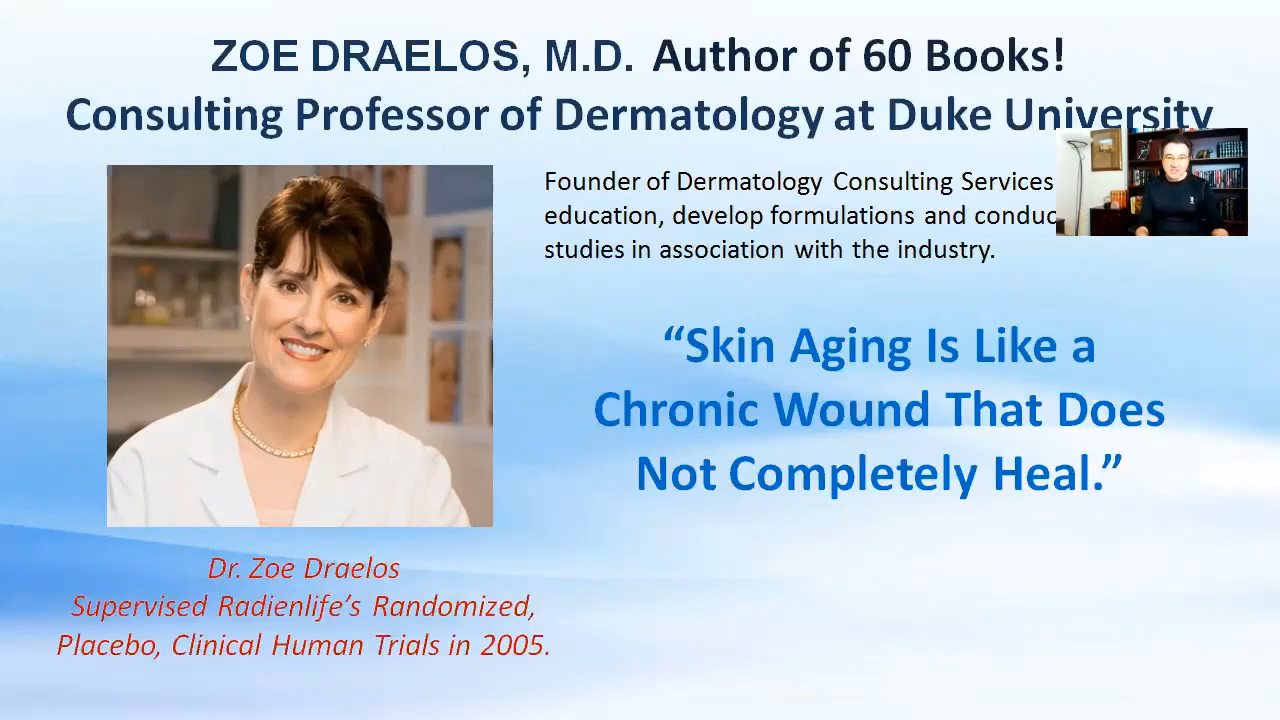 ZOE DRAELOS, M.D. Author of 60 Books!
Consulting Professor of Dermatology at Duke University
Founder of Dermatology Consulting Services
education, develop formulations and conduc
studies in association with the industry.
“Skin Aging Is Like a
Chronic Wound That Does
Not Completely Heal.”
Dr. Zoe Draelos
Supervised Radienlife’s Randomized,
Placebo, Clinical Human Trials in 2005.